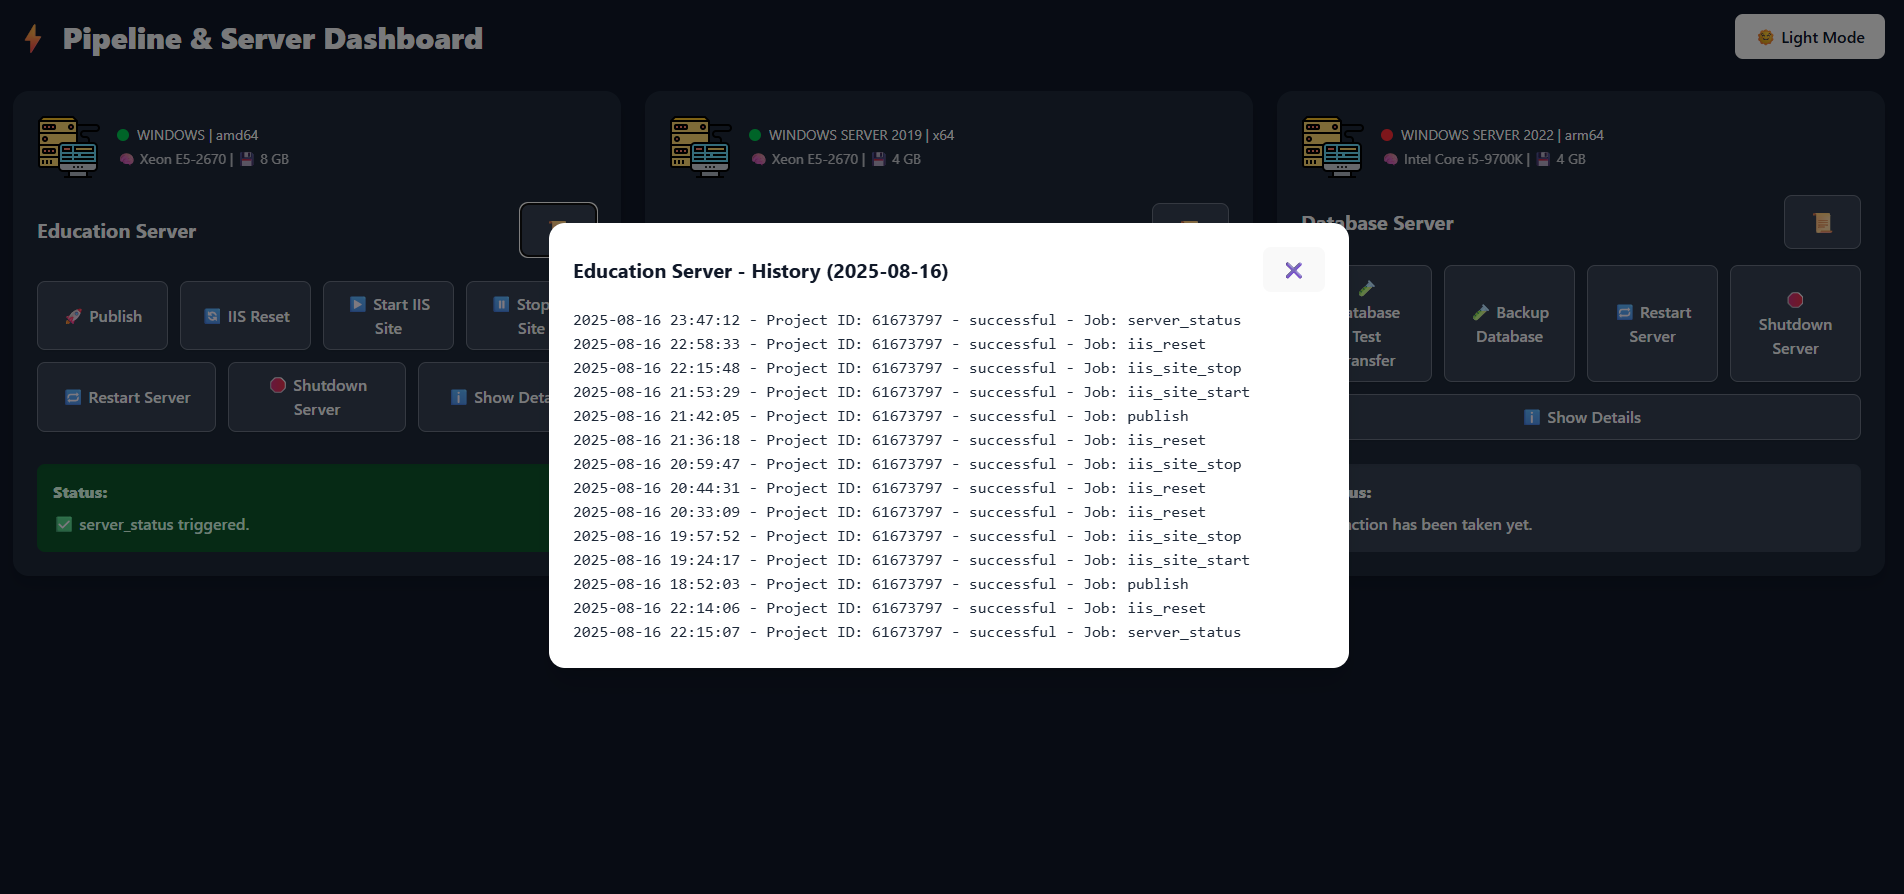 Pipeline & Server Dashboard
Light Mode
WINDOWS | amd64
Xeon E5-2670 | 8 GB
Education Server
Publish
IIS Reset
Start IIS
Site
Stop
Site
Restart Server
Shutdown
Server
Show Deta
Status:
server_status triggered.
WINDOWS SERVER 2019 | x64
Xeon E5-2670 | 4 GB
WINDOWS SERVER 2022 | arm64
Intel Core i5-9700K | 4 GB
Database Server
atabase
Test
ransfer
Backup
Database
Restart
Server
Shutdown
Server
Show Details
us:
ction has been taken yet.
Education Server - History (2025-08-16)
2025-08-16 23:47:12 - Project ID: 61673797 - successful - Job: server_status
2025-08-16 22:58:33 - Project ID: 61673797 - successful - Job: iis_reset
2025-08-16 22:15:48 - Project ID: 61673797 - successful - Job: iis_site_stop
2025-08-16 21:53:29 - Project ID: 61673797 - successful - Job: iis_site_start
2025-08-16 21:42:05 - Project ID: 61673797 - successful - Job: publish
2025-08-16 21:36:18 - Project ID: 61673797 - successful - Job: iis_reset
2025-08-16 20:59:47 - Project ID: 61673797 - successful - Job: iis_site_stop
2025-08-16 20:44:31 - Project ID: 61673797 - successful - Job: iis_reset
2025-08-16 20:33:09 - Project ID: 61673797 - successful - Job: iis_reset
2025-08-16 19:57:52 - Project ID: 61673797 - successful - Job: iis_site_stop
2025-08-16 19:24:17 - Project ID: 61673797 - successful - Job: iis_site_start
2025-08-16 18:52:03 - Project ID: 61673797 - successful - Job: publish
2025-08-16 22:14:06 - Project ID: 61673797 - successful - Job: iis_reset
2025-08-16 22:15:07 - Project ID: 61673797 - successful - Job: server_status